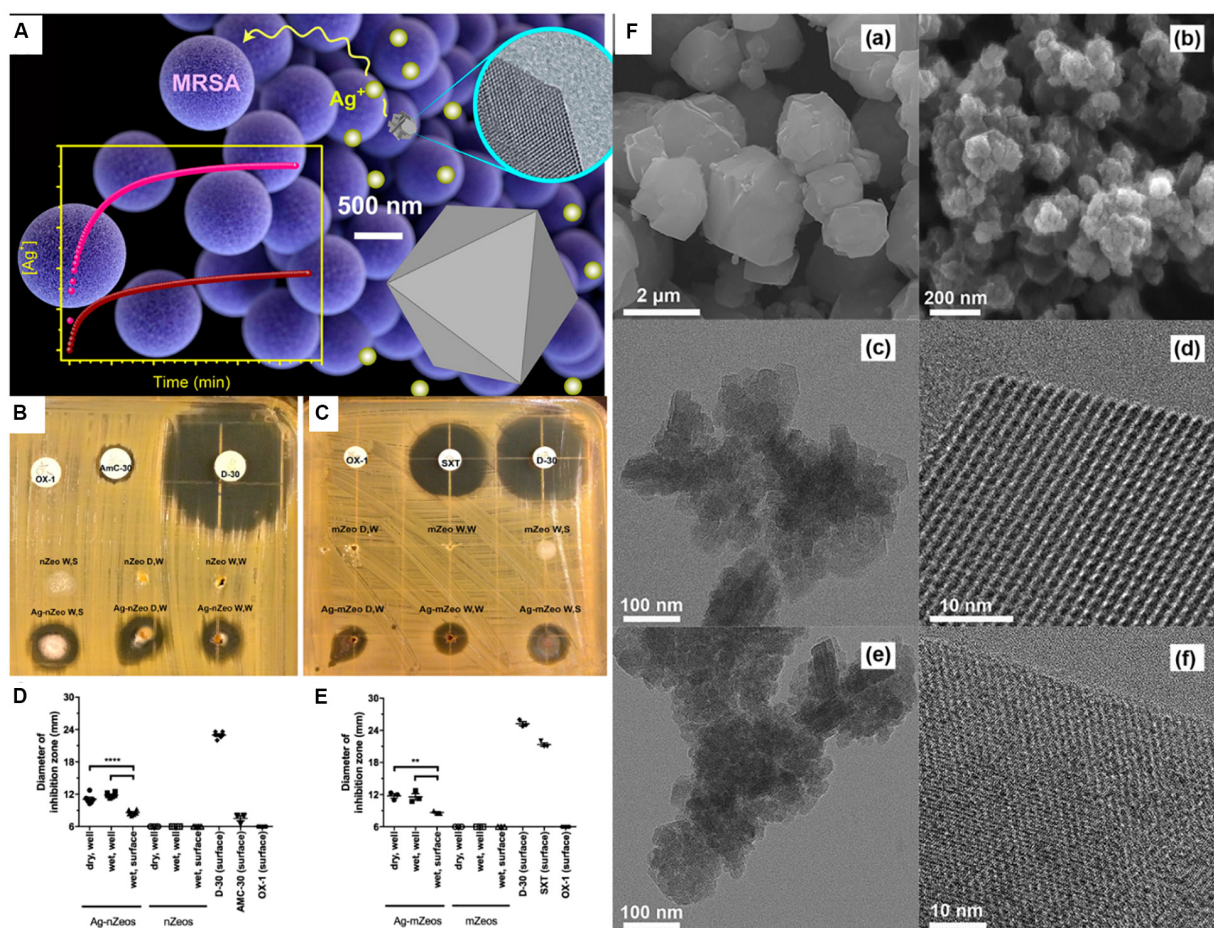 A
MRSA
Ag+
500 nm
[Ag+]
Time (min)
B
OX-1
AmC-30
D-30
nZeo W,S
nZeo D,W
nZeo W,W
Ag-nZeo W,S
Ag-nZeo D,W
Ag-nZeo W,W
C
OX-1
SXT
D-30
mZeo D,W
mZeo W,W
mZeo W,S
Ag-mZeo D,W
Ag-mZeo W,W
Ag-mZeo W,S
D
Diameter of
inhibition zone (mm)
30
24
18
12
6
****
dry, well
wet, well
wet, surface
dry, well
wet, well
wet, surface
D-30 (surface)
AMC-30 (surface)
OX-1 (surface)
Ag-nZeos
nZeos
E
Diameter of
inhibition zone (mm)
30
24
18
12
6
**
dry, well
wet, well
wet, surface
dry, well
wet, well
wet, surface
D-30 (surface)
SXT (surface)
OX-1 (surface)
Ag-mZeos
mZeos
F
(a)
2 µm
(b)
200 nm
(c)
100 nm
(d)
10 nm
(e)
100 nm
(f)
10 nm